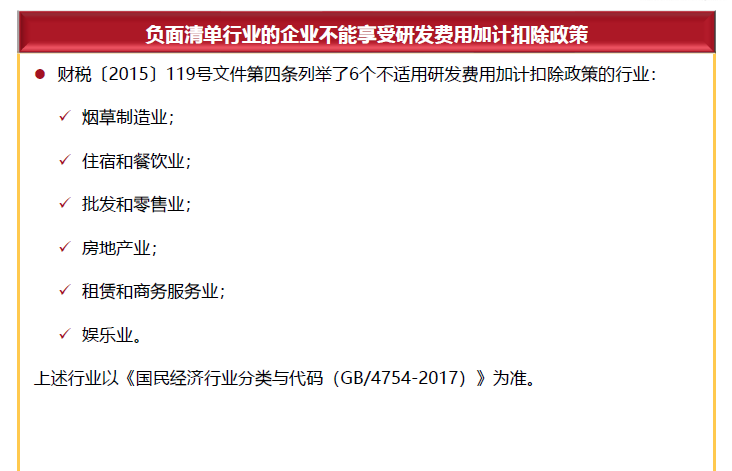 负面清单行业的企业不能享受研发费用加计扣除政策
财税〔2015〕119号文件第四条列举了6个不适用研发费用加计扣除政策的行业：
烟草制造业；
住宿和餐饮业；
批发和零售业；
房地产业；
租赁和商务服务业；
娱乐业。
上述行业以《国民经济行业分类与代码（GB/4754-2017）》为准。